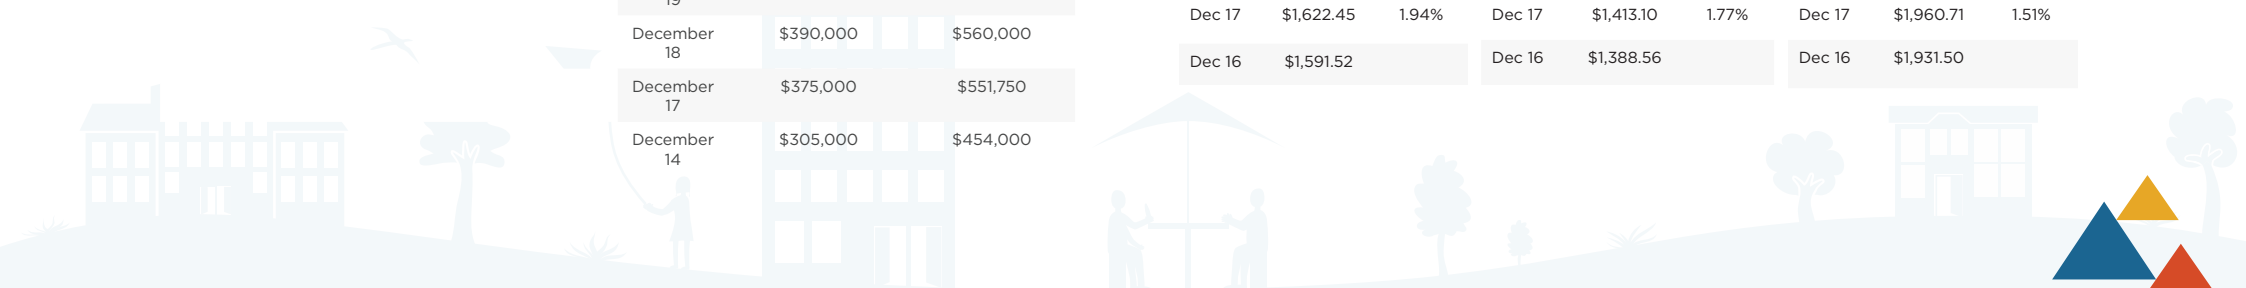 19
December $390,000 $560,000
18
December $375,000 $551,750
17
December $305,000 $454,000
14
Dec 17 $1,622.45 1.94%
Dec 16 $1,591.52
Dec 17 $1,413.10 1.77%
Dec 16 $1,388.56
Dec 17 $1,960.71 1.51%
Dec 16 $1,931.50